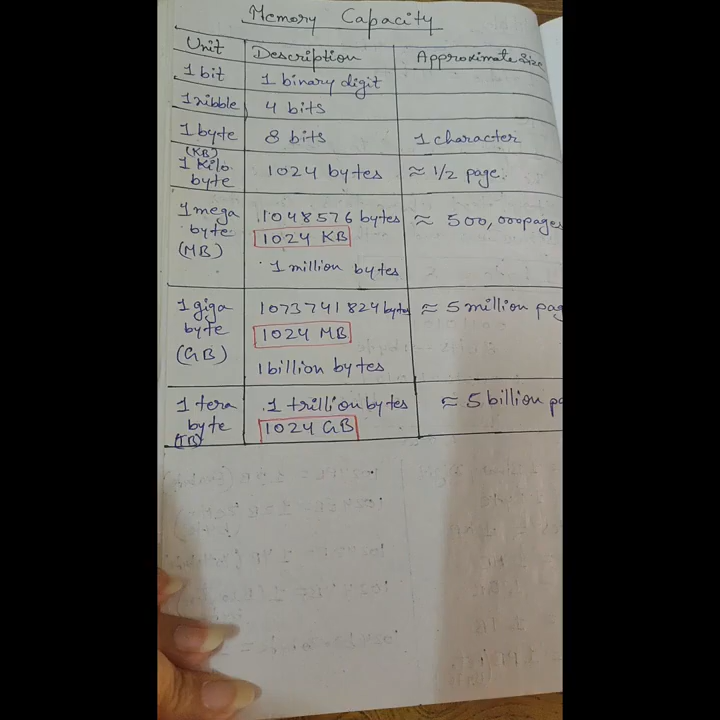 Memory Capacity
Unit Description Approximate size
1 bit 1 binary digit
1 nibble 4 bits
1 byte 8 bits 1 character
(KB)
1 Kilo byte 1024 bytes ≈ 1/2 page.
1 mega byte (MB) 1048576 bytes ≈ 500,000 pages
1024 KB
1 million bytes
1 giga byte (GB) 1073741824 bytes ≈ 5 million pag
1024 MB
1 billion bytes
1 tera byte (TB) 1 trillion bytes ≈ 5 billion pa
1024 GB